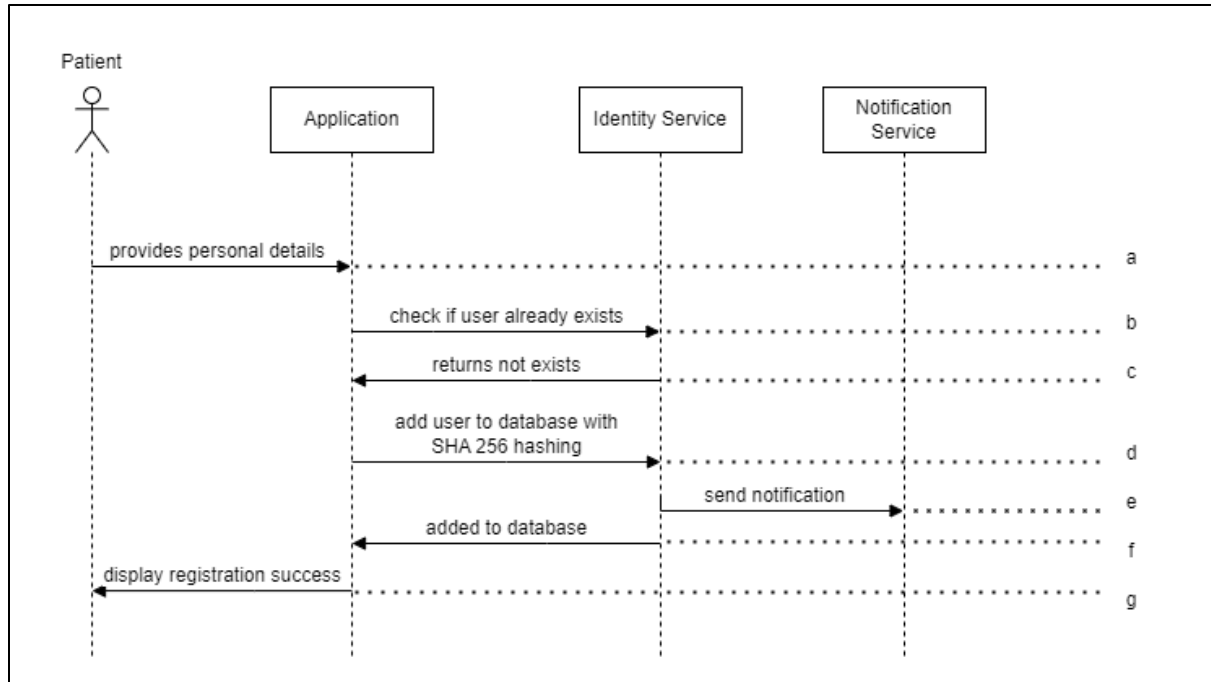 Patient
Application
Identity Service
Notification
Service
provides personal details
a
check if user already exists
b
returns not exists
c
add user to database with
SHA 256 hashing
d
send notification
e
added to database
f
display registration success
g